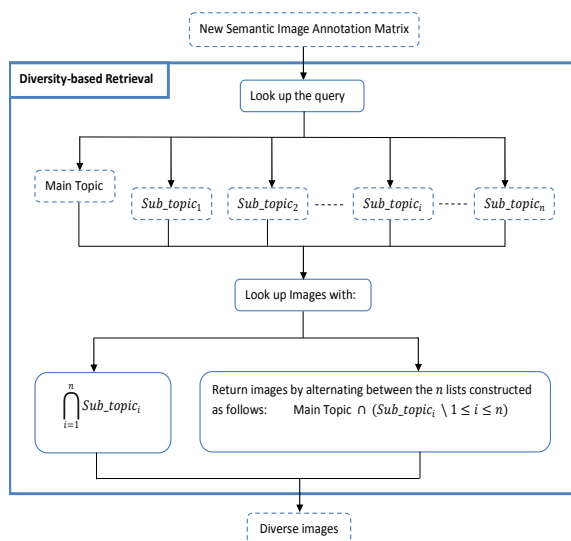 New Semantic Image Annotation Matrix
Diversity-based Retrieval
Look up the query
Main Topic
Sub_topic₁
Sub_topic₂
Sub_topicᵢ
Sub_topicₙ
Look up Images with:
⋂ⁿᵢ₌₁ Sub_topicᵢ
Return images by alternating between the n lists constructed
as follows: Main Topic ∩ (Sub_topicᵢ \ 1 ≤ i ≤ n)
Diverse images